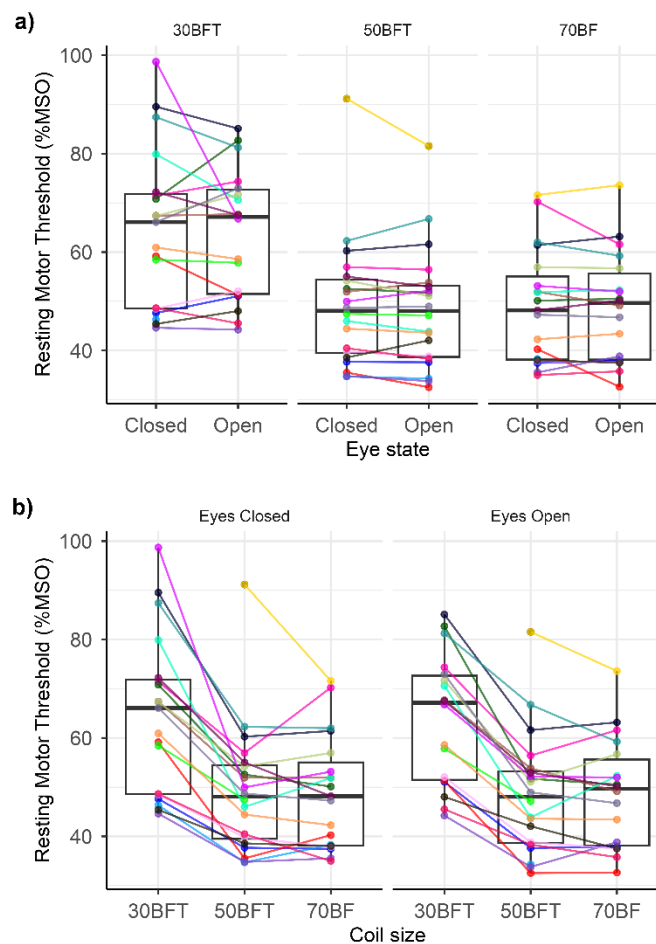 a)
30BFT 50BFT 70BF
100
80
60
40
Resting Motor Threshold (%MSO)
Closed Open Closed Open Closed Open
Eye state
b)
Eyes Closed Eyes Open
100
80
60
40
Resting Motor Threshold (%MSO)
30BFT 50BFT 70BF 30BFT 50BFT 70BF
Coil size